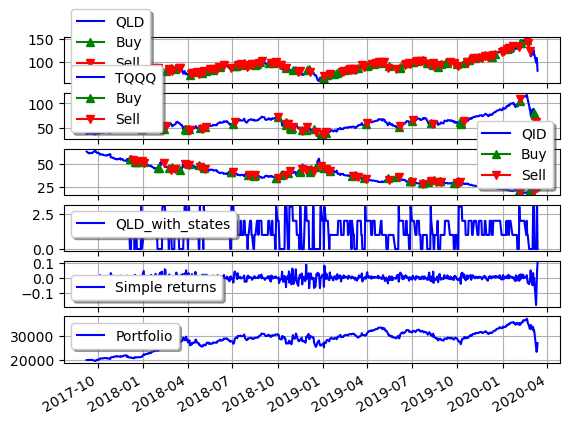 QLD
Buy
Sell
150
100
TQQQ
Buy
Sell
100
50
QID
Buy
Sell
50
25
QLD_with_states
2.5
0.0
Simple returns
0.1
0.0
−0.1
Portfolio
30000
20000
2017-10
2018-01
2018-04
2018-07
2018-10
2019-01
2019-04
2019-07
2019-10
2020-01
2020-04